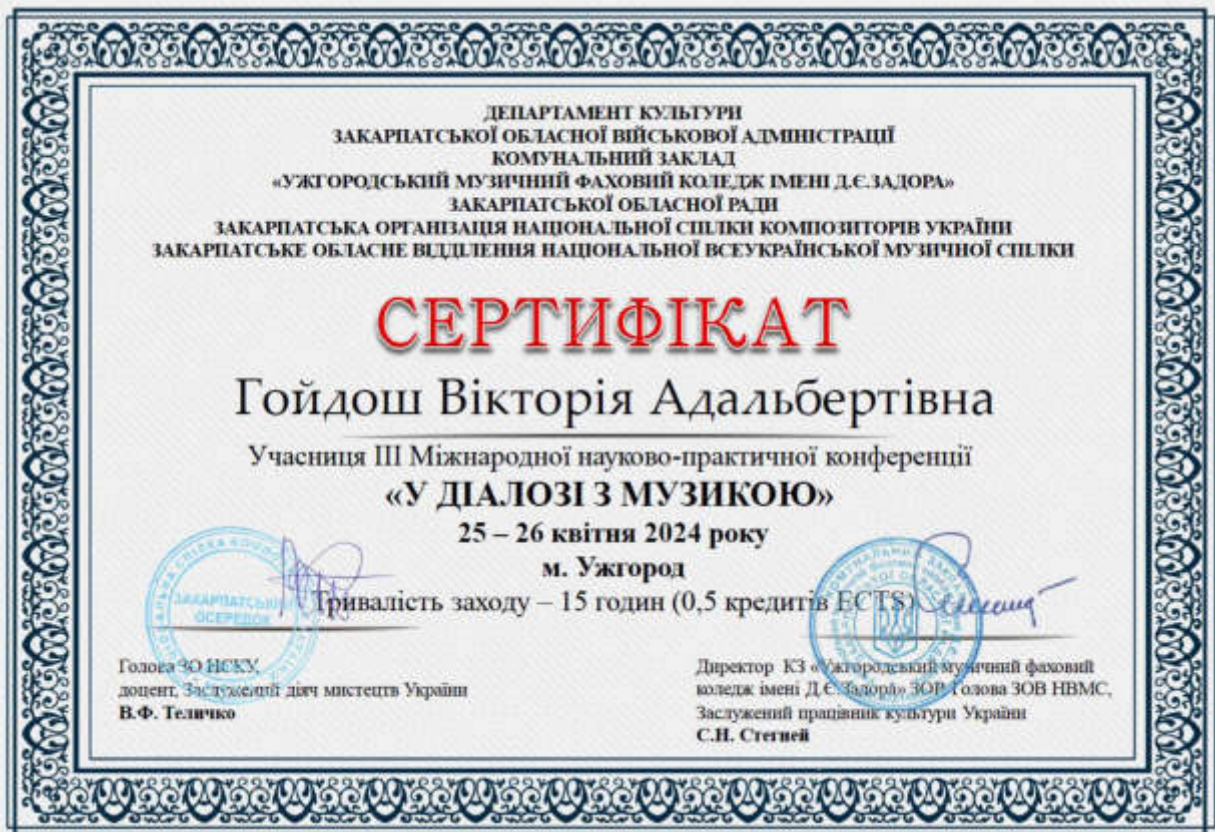 ДЕПАРТАМЕНТ КУЛЬТУРИ
ЗАКАРПАТСЬКОЇ ОБЛАСНОЇ ВІЙСЬКОВОЇ АДМІНІСТРАЦІЇ
КОМУНАЛЬНИЙ ЗАКЛАД
«УЖГОРОДСЬКИЙ МУЗИЧНИЙ ФАХОВИЙ КОЛЕДЖ ІМЕНІ Д.Є.ЗАДОРА»
ЗАКАРПАТСЬКОЇ ОБЛАСНОЇ РАДИ
ЗАКАРПАТСЬКА ОРГАНІЗАЦІЯ НАЦІОНАЛЬНОЇ СПІЛКИ КОМПОЗИТОРІВ УКРАЇНИ
ЗАКАРПАТСЬКЕ ОБЛАСНЕ ВІДДІЛЕННЯ НАЦІОНАЛЬНОЇ ВСЕУКРАЇНСЬКОЇ МУЗИЧНОЇ СПІЛКИ
СЕРТИФІКАТ
Гойдош Вікторія Адальбертівна
Учасниця ІІІ Міжнародної науково-практичної конференції
«У ДІАЛОЗІ З МУЗИКОЮ»
25 – 26 квітня 2024 року
м. Ужгород
Тривалість заходу – 15 годин (0,5 кредитів ECTS)
ЗАКАРПАТСЬКИЙ
ОСЕРЕДОК
Голова ЗО НСКУ,
доцент, Заслужений діяч мистецтв України
В.Ф. Теличко
Директор КЗ «Ужгородський музичний фаховий
коледж імені Д.Є.Задора» ЗОР Голова ЗОВ НВМС,
Заслужений працівник культури України
С.И. Стегней